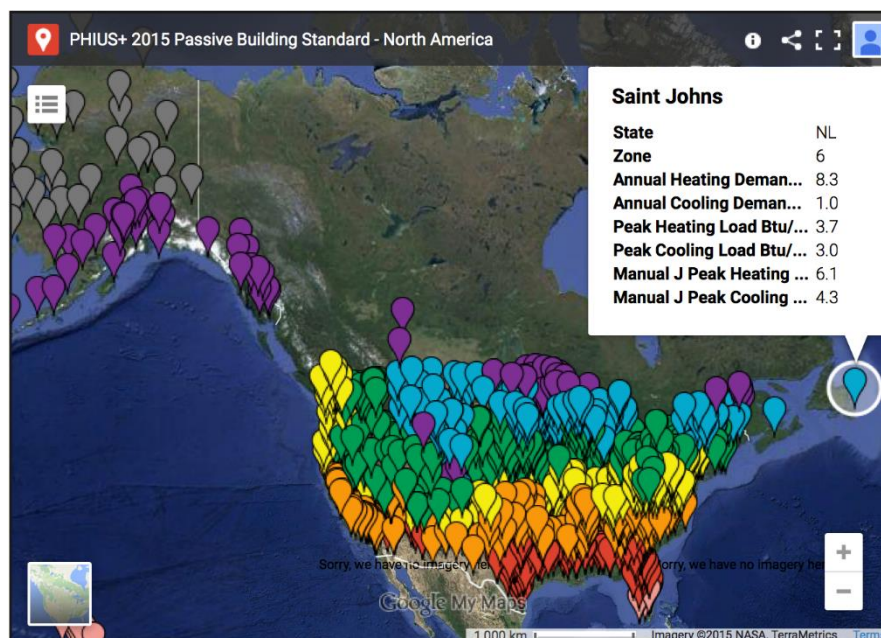 PHIUS+ 2015 Passive Building Standard - North America
Saint Johns
State NL
Zone 6
Annual Heating Deman... 8.3
Annual Cooling Deman... 1.0
Peak Heating Load Btu/... 3.7
Peak Cooling Load Btu/... 3.0
Manual J Peak Heating ... 6.1
Manual J Peak Cooling ... 4.3
Sorry, we have no imagery here
Sorry, we have no imagery her
Google My Maps
1,000 km
Imagery ©2015 NASA, TerraMetrics